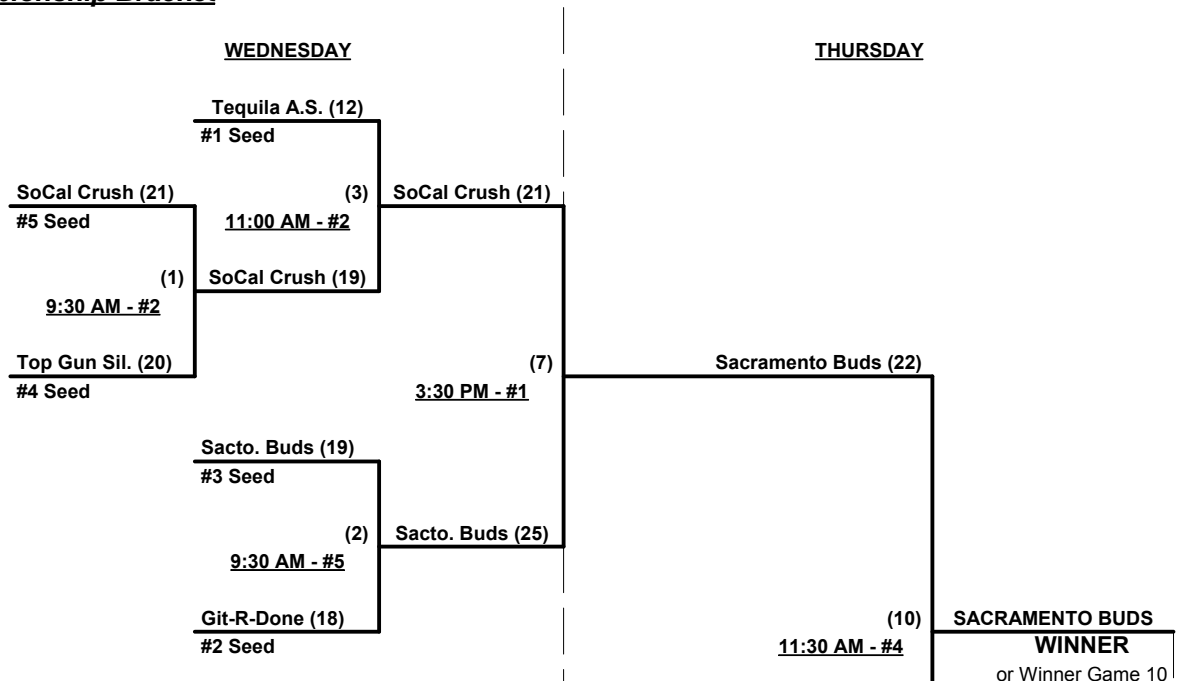 WEDNESDAY THURSDAY
Tequila A.S. (12)
#1 Seed
SoCal Crush (21) (3) SoCal Crush (21)
#5 Seed 11:00 AM - #2
(1) SoCal Crush (19)
9:30 AM - #2
Top Gun Sil. (20) (7) Sacramento Buds (22)
#4 Seed 3:30 PM - #1
Sacto. Buds (19)
#3 Seed
(2) Sacto. Buds (25)
9:30 AM - #5
Git-R-Done (18) (10) SACRAMENTO BUDS
#2 Seed 11:30 AM - #4 WINNER
or Winner Game 10